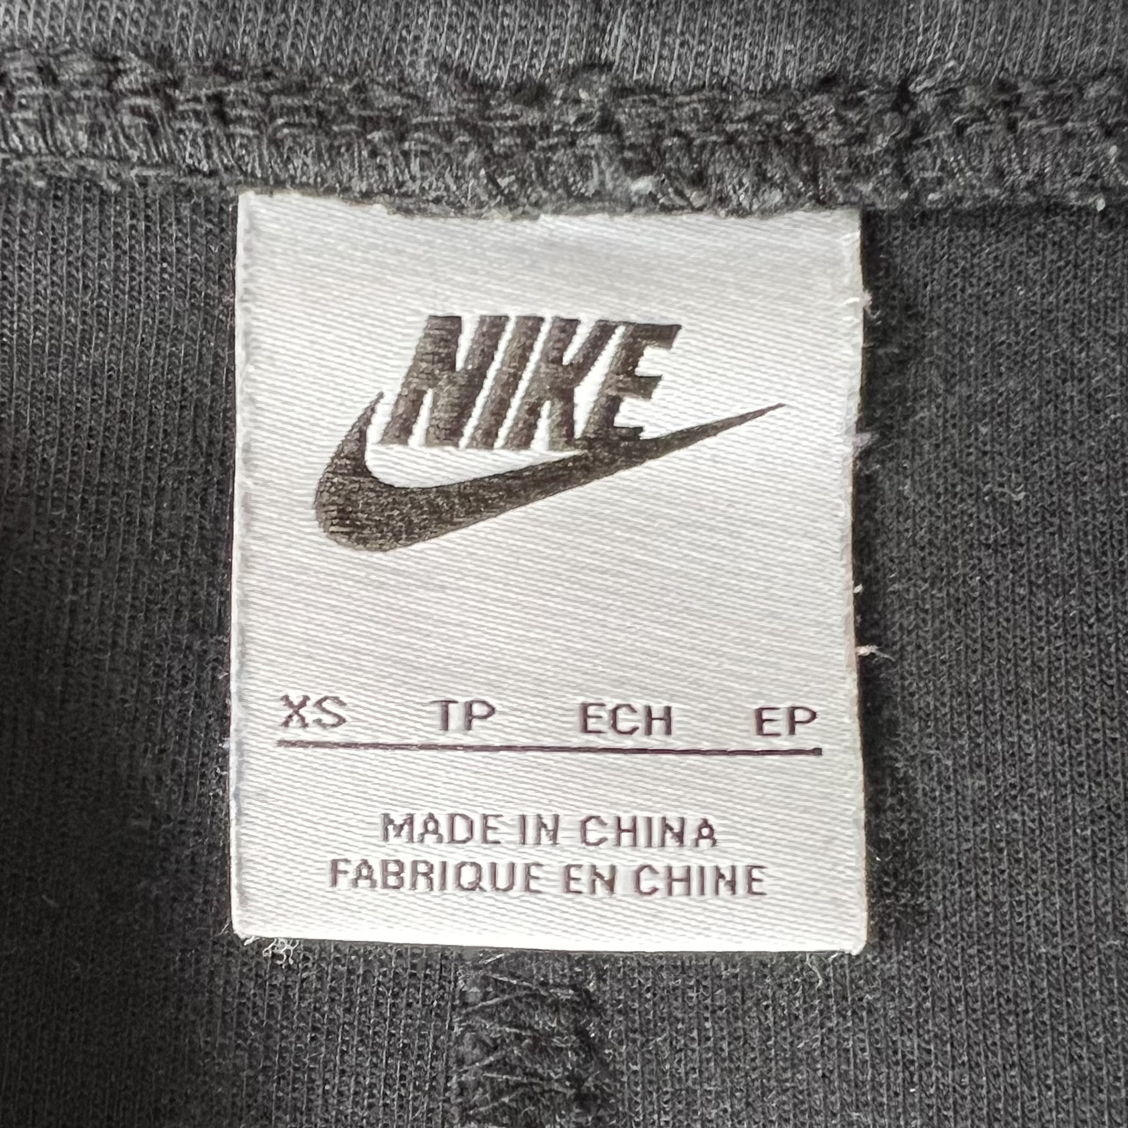 NIKE
XS TP ECH EP
MADE IN CHINA
FABRIQUE EN CHINE